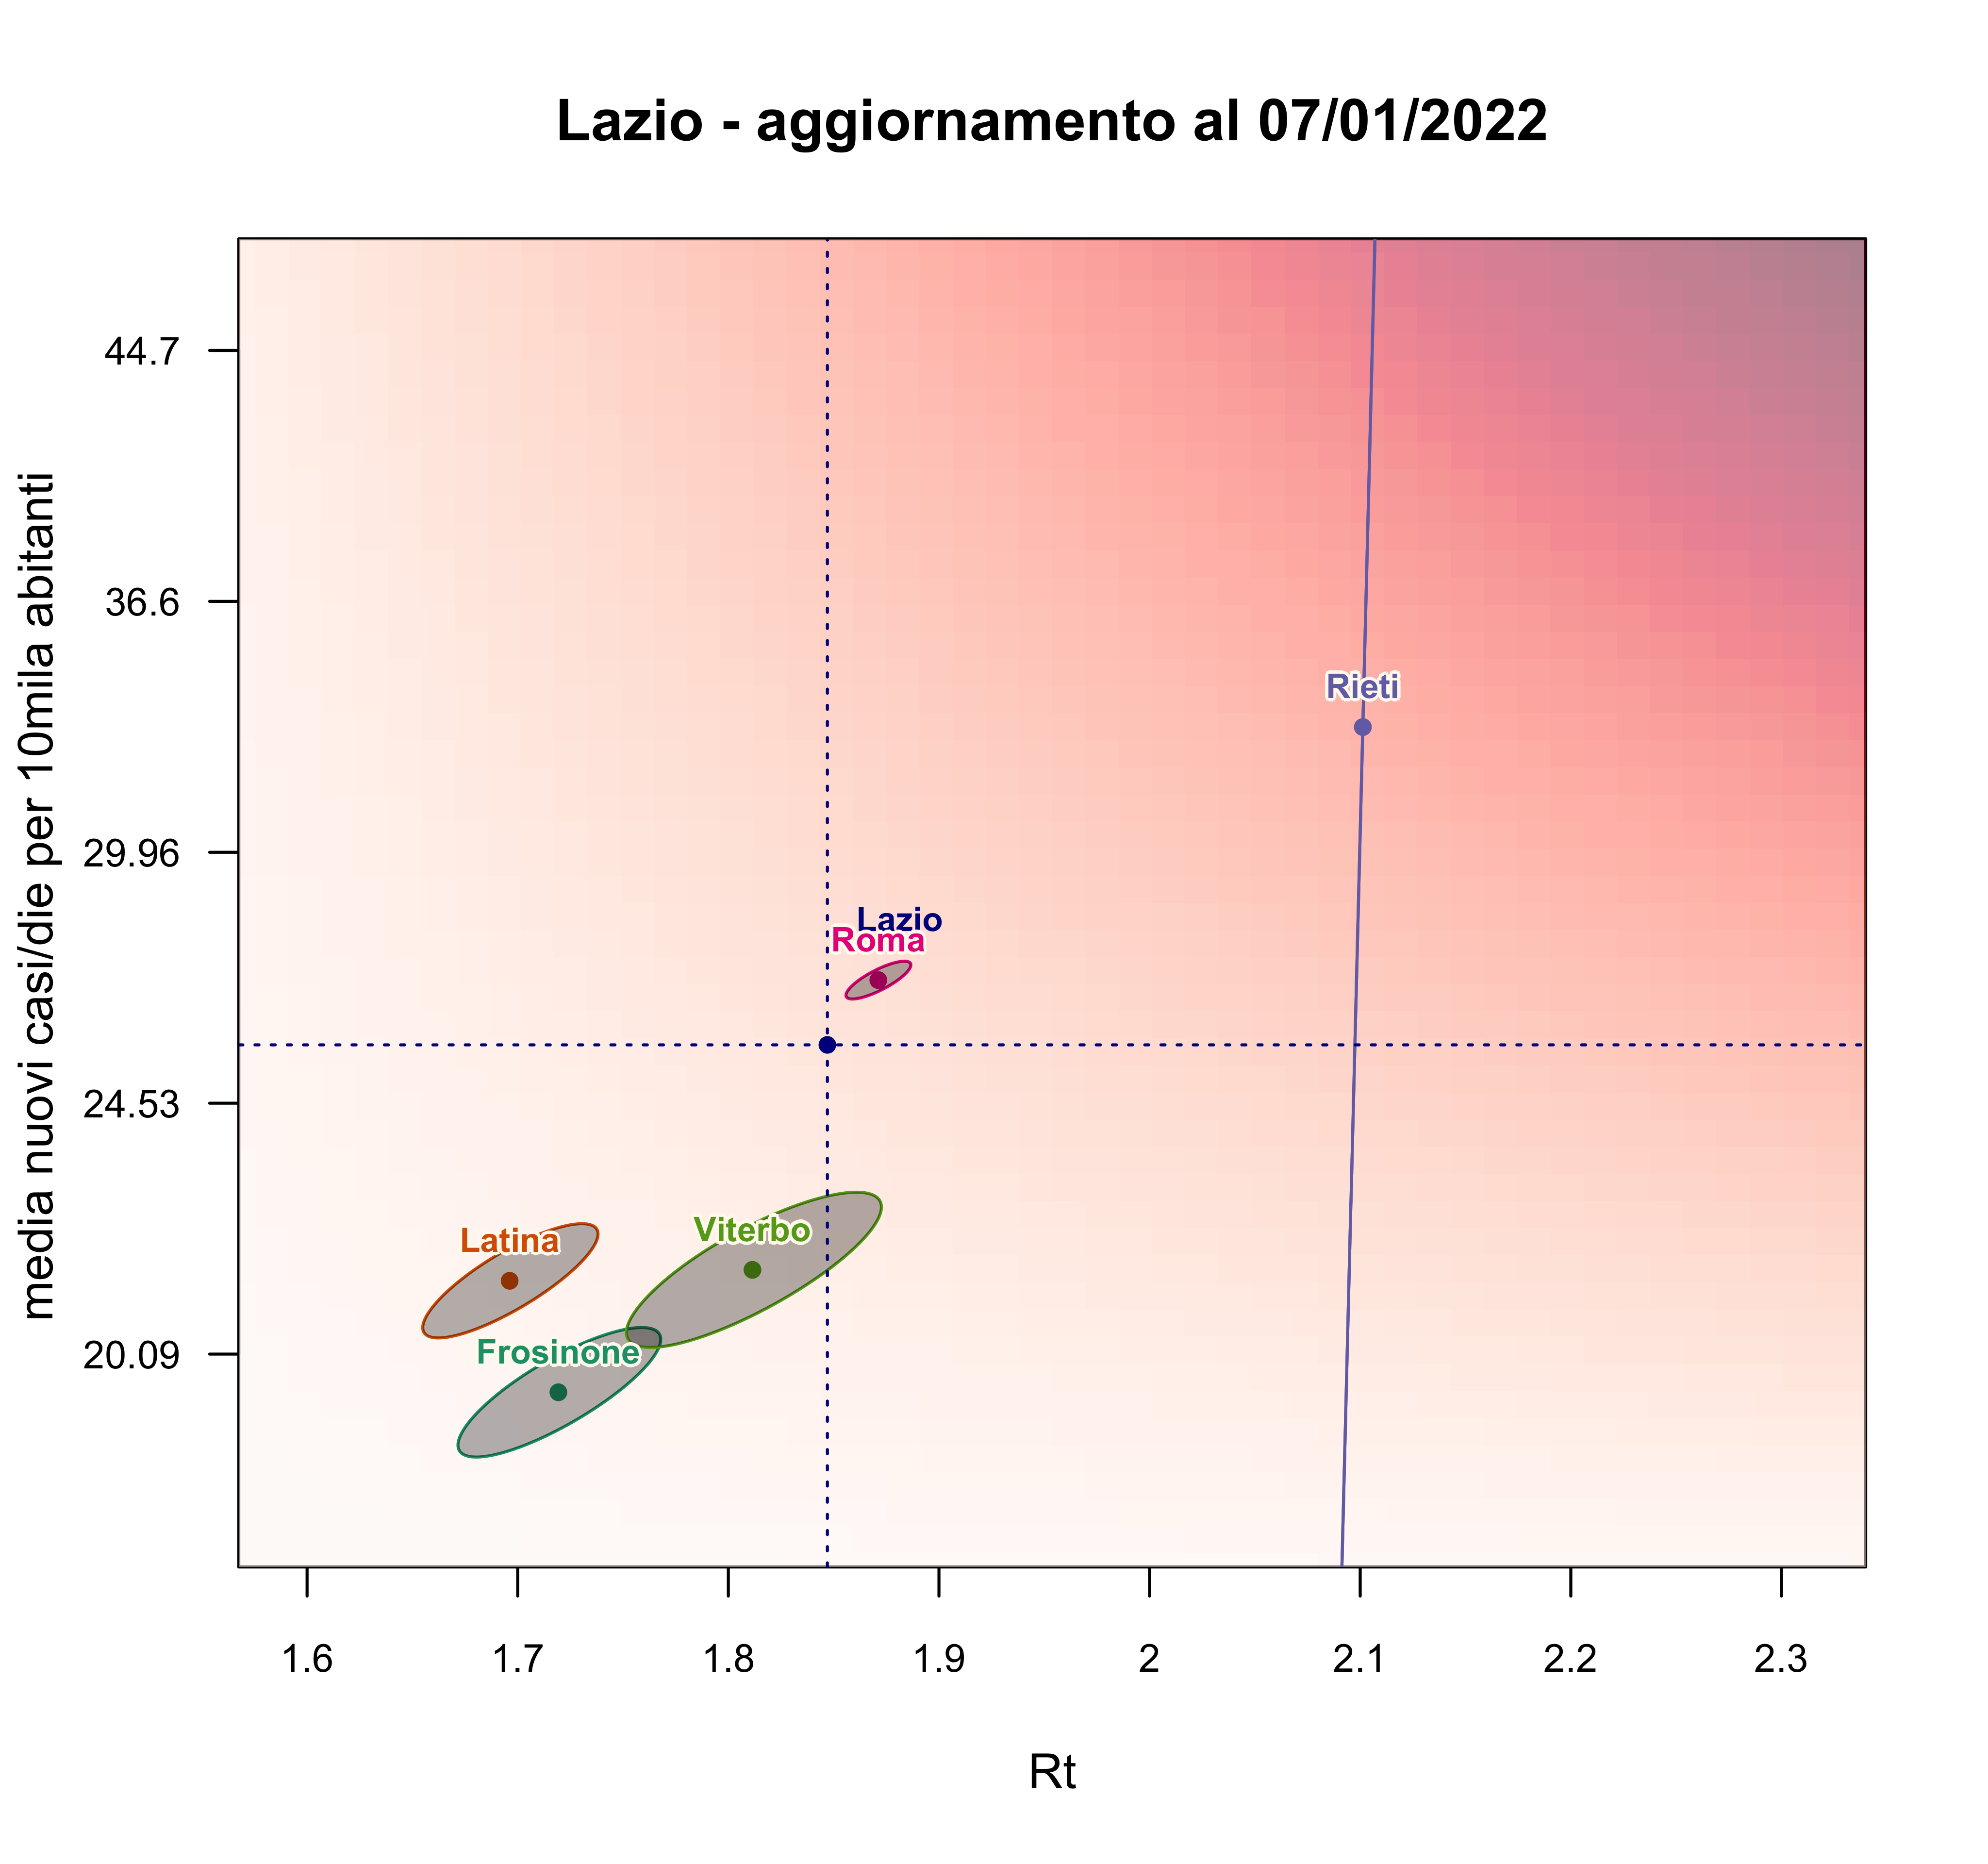 Lazio - aggiornamento al 07/01/2022
media nuovi casi/die per 10mila abitanti
44.7
36.6
29.96
24.53
20.09
Rieti
Lazio
Roma
Viterbo
Latina
Frosinone
1.6 1.7 1.8 1.9 2 2.1 2.2 2.3
Rt